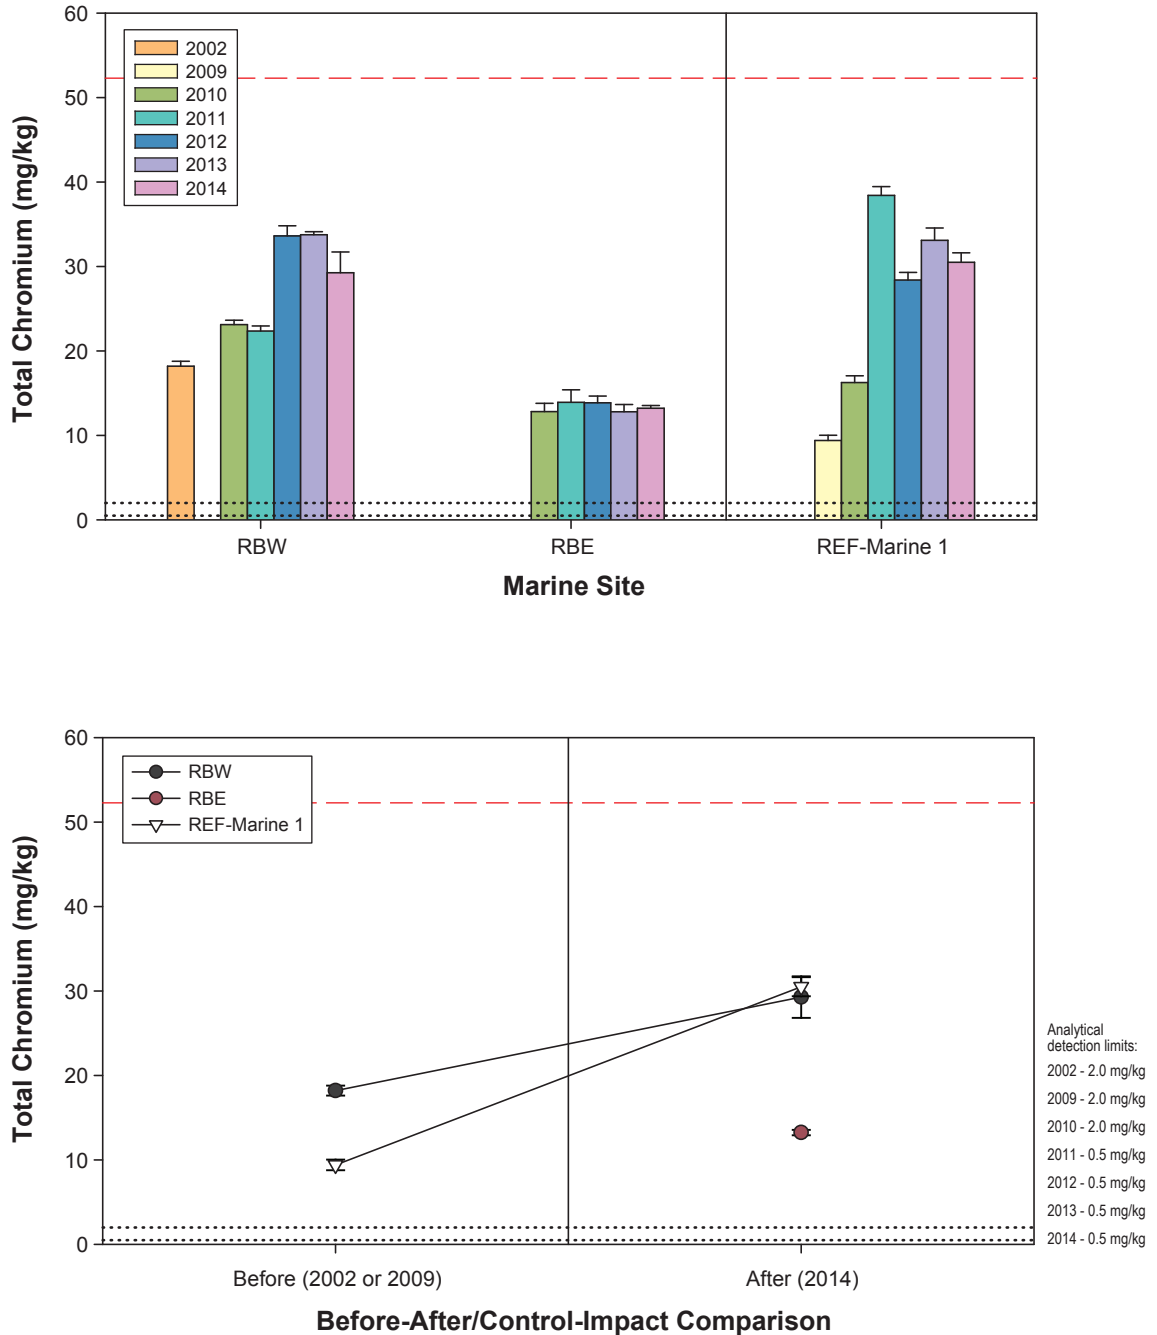 Total Chromium (mg/kg)
60
50
40
30
20
10
0
2002
2009
2010
2011
2012
2013
2014
RBW
RBE
REF-Marine 1
Marine Site
Total Chromium (mg/kg)
60
50
40
30
20
10
0
RBW
RBE
REF-Marine 1
Before (2002 or 2009)
After (2014)
Before-After/Control-Impact Comparison
Analytical
detection limits:
2002 - 2.0 mg/kg
2009 - 2.0 mg/kg
2010 - 2.0 mg/kg
2011 - 0.5 mg/kg
2012 - 0.5 mg/kg
2013 - 0.5 mg/kg
2014 - 0.5 mg/kg